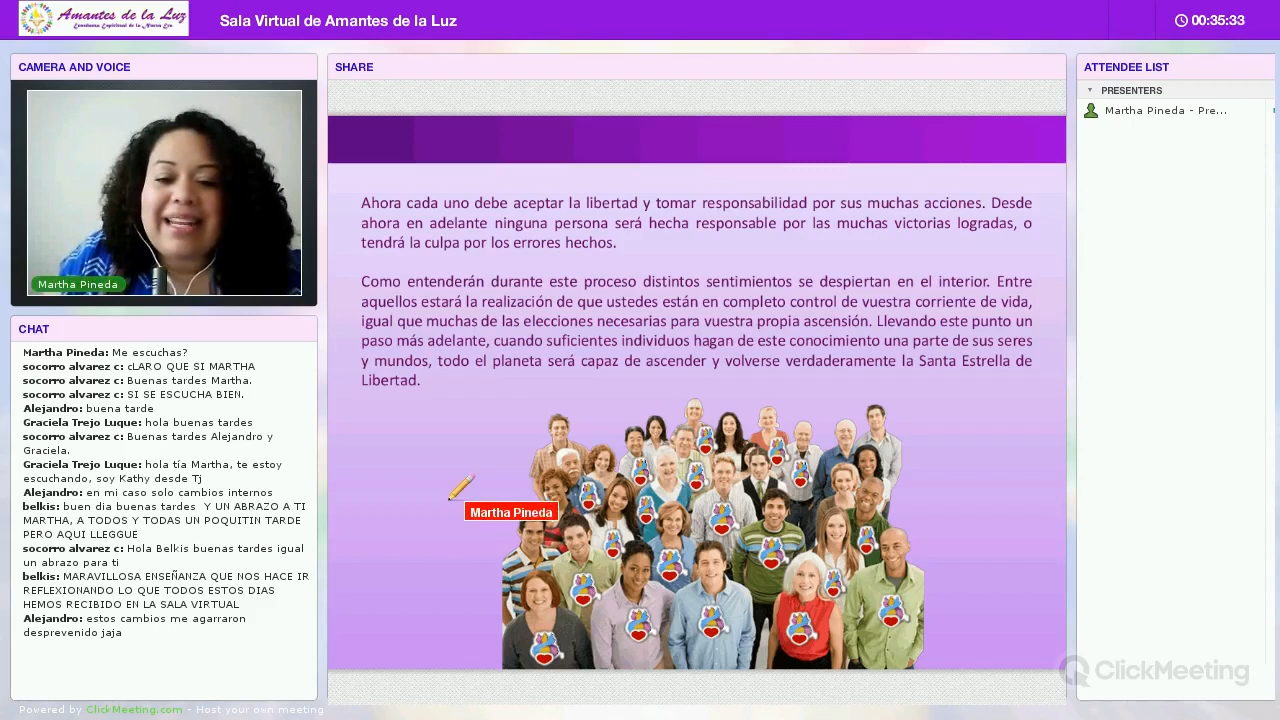 Amantes de la Luz
Enseñanza Espiritual de la Nueva Era
Sala Virtual de Amantes de la Luz
00:35:33
CAMERA AND VOICE
Martha Pineda
CHAT
Martha Pineda: Me escuchas?
socorro alvarez c: cLARO QUE SI MARTHA
socorro alvarez c: Buenas tardes Martha.
socorro alvarez c: SI SE ESCUCHA BIEN.
Alejandro: buena tarde
Graciela Trejo Luque: hola buenas tardes
socorro alvarez c: Buenas tardes Alejandro y
Graciela.
Graciela Trejo Luque: hola tía Martha, te estoy
escuchando, soy Kathy desde Tj
Alejandro: en mi caso solo cambios internos
belkis: buen dia buenas tardes Y UN ABRAZO A TI
MARTHA, A TODOS Y TODAS UN POQUITIN TARDE
PERO AQUI LLEGGUE
socorro alvarez c: Hola Belkis buenas tardes igual
un abrazo para ti
belkis: MARAVILLOSA ENSEÑANZA QUE NOS HACE IR
REFLEXIONANDO LO QUE TODOS ESTOS DIAS
HEMOS RECIBIDO EN LA SALA VIRTUAL
Alejandro: estos cambios me agarraron
desprevenido jaja
SHARE
Ahora cada uno debe aceptar la libertad y tomar responsabilidad por sus muchas acciones. Desde
ahora en adelante ninguna persona será hecha responsable por las muchas victorias logradas, o
tendrá la culpa por los errores hechos.
Como entenderán durante este proceso distintos sentimientos se despiertan en el interior. Entre
aquellos estará la realización de que ustedes están en completo control de vuestra corriente de vida,
igual que muchas de las elecciones necesarias para vuestra propia ascensión. Llevando este punto un
paso más adelante, cuando suficientes individuos hagan de este conocimiento una parte de sus seres
y mundos, todo el planeta será capaz de ascender y volverse verdaderamente la Santa Estrella de
Libertad.
Martha Pineda
ATTENDEE LIST
PRESENTERS
Martha Pineda - Pre...
ClickMeeting
Powered by ClickMeeting.com - Host your own meeting